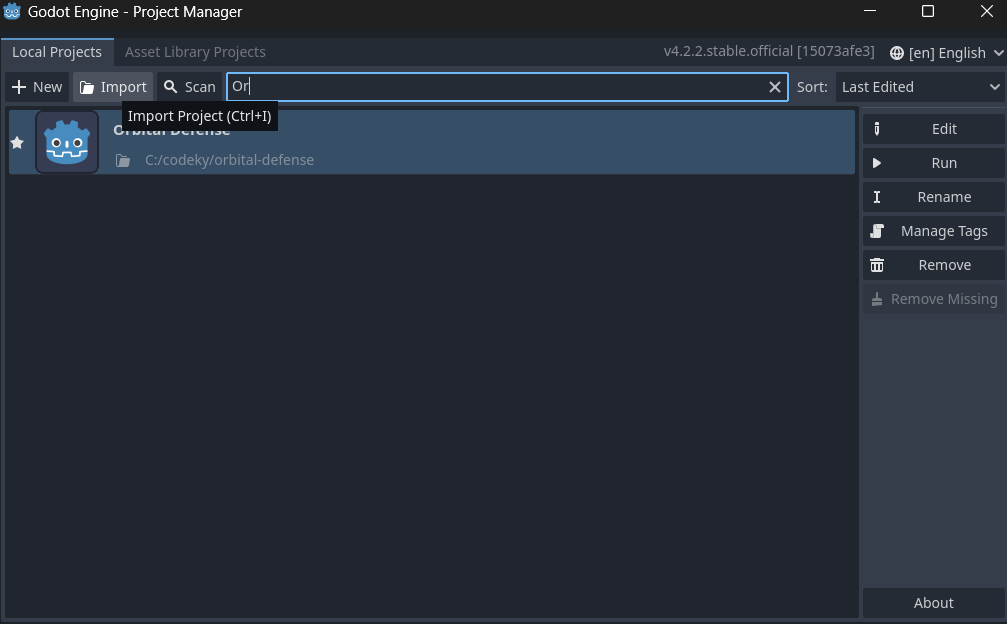 Godot Engine - Project Manager
Local Projects Asset Library Projects v4.2.2.stable.official [15073afe3] [en] English
New Import Scan Or Sort: Last Edited
Import Project (Ctrl+I)
Orbital Defense
C:/codeky/orbital-defense
Edit
Run
Rename
Manage Tags
Remove
Remove Missing
About